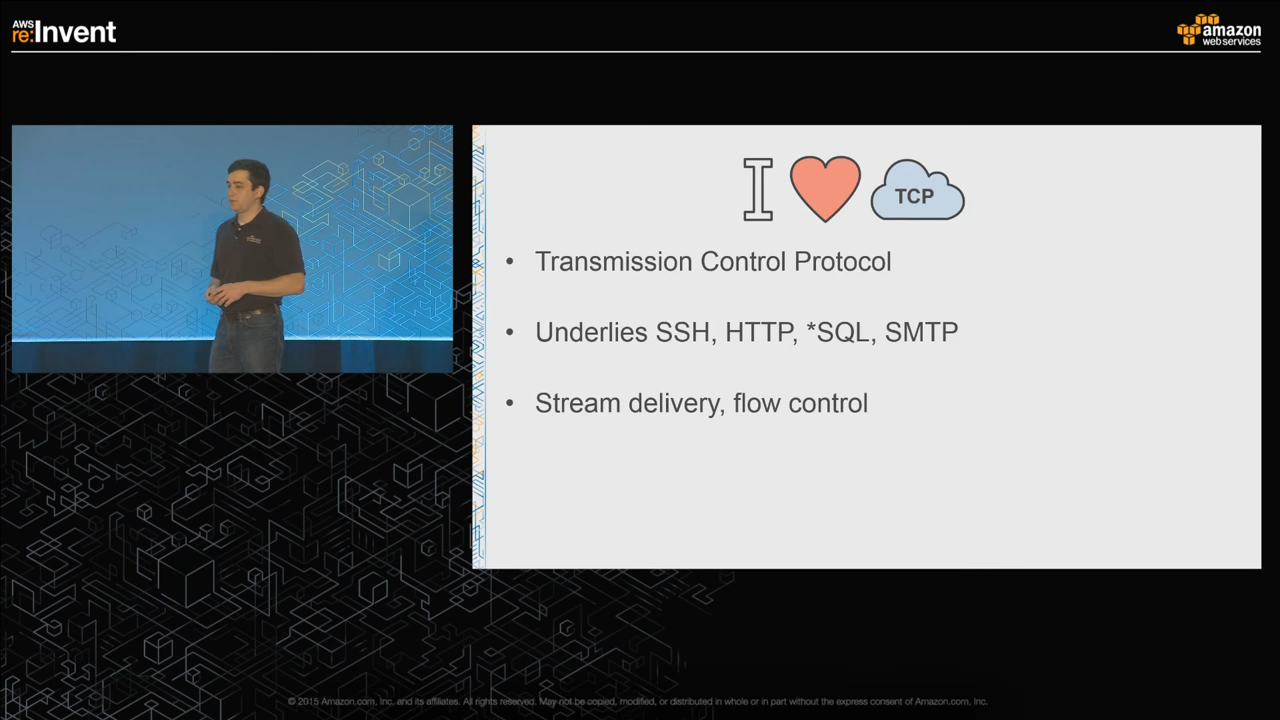 AWS
re:Invent
amazon
web services
I
TCP
• Transmission Control Protocol
• Underlies SSH, HTTP, *SQL, SMTP
• Stream delivery, flow control
© 2015 Amazon.com, Inc. and its affiliates. All rights reserved. May not be copied, modified, or distributed in whole or in part without the express consent of Amazon.com, Inc.